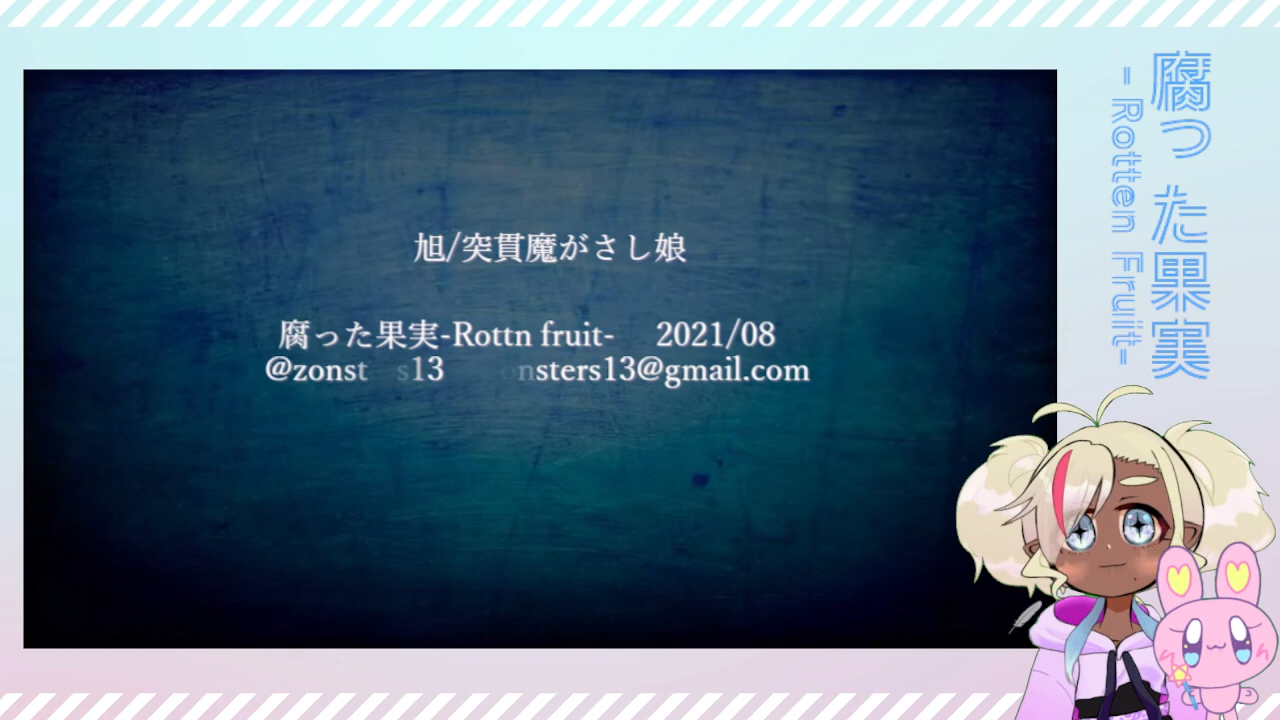 旭/突貫魔がさし娘
腐った果実-Rottn fruit- 2021/08
@zonst s13 nsters13@gmail.com
腐った果実
- Rotten Fruit-